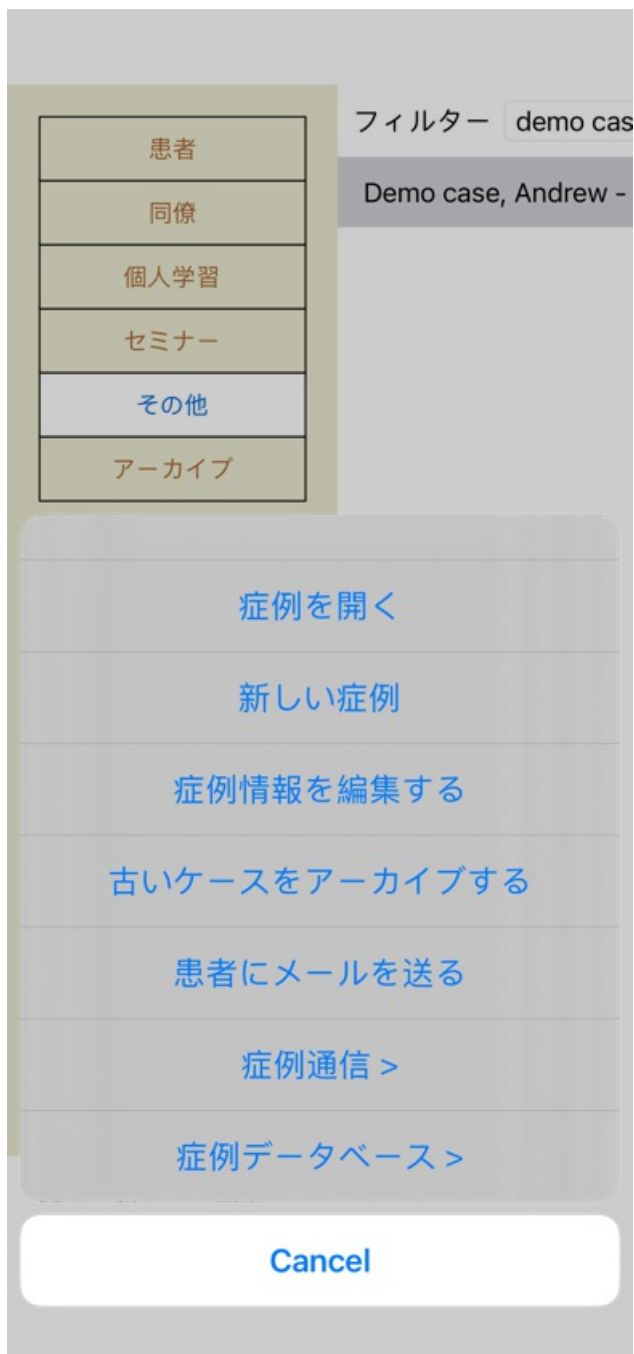 患者
同僚
個人学習
セミナー
その他
アーカイブ
フィルター demo cas
Demo case, Andrew -
症例を開く
新しい症例
症例情報を編集する
古いケースをアーカイブする
患者にメールを送る
症例通信 >
症例データベース >
Cancel